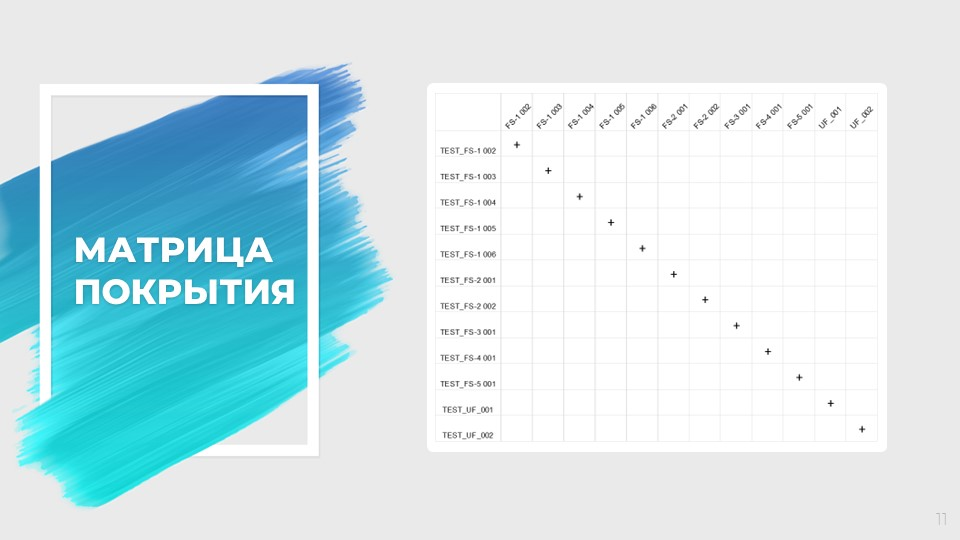 МАТРИЦА
ПОКРЫТИЯ
FS-1 002 FS-1 003 FS-1 004 FS-1 005 FS-1 006 FS-2 001 FS-2 002 FS-3 001 FS-4 001 FS-5 001 UF_001 UF_002
TEST_FS-1 002 +
TEST_FS-1 003 +
TEST_FS-1 004 +
TEST_FS-1 005 +
TEST_FS-1 006 +
TEST_FS-2 001 +
TEST_FS-2 002 +
TEST_FS-3 001 +
TEST_FS-4 001 +
TEST_FS-5 001 +
TEST_UF_001 +
TEST_UF_002 +
11